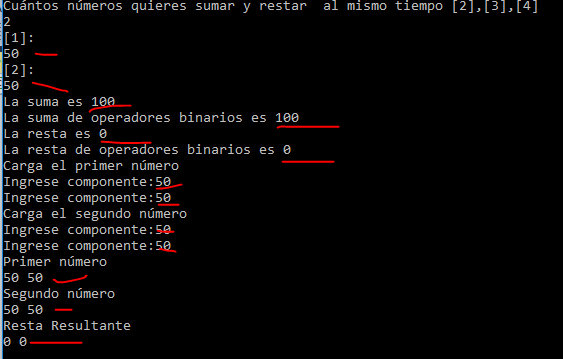 Cuántos números quieres sumar y restar  al mismo tiempo [2],[3],[4]
2
[1]:
50
[2]:
50
La suma es 100
La suma de operadores binarios es 100
La resta es 0
La resta de operadores binarios es 0
Carga el primer número
Ingrese componente:50
Ingrese componente:50
Carga el segundo número
Ingrese componente:50
Ingrese componente:50
Primer número
50 50
Segundo número
50 50
Resta Resultante
0 0